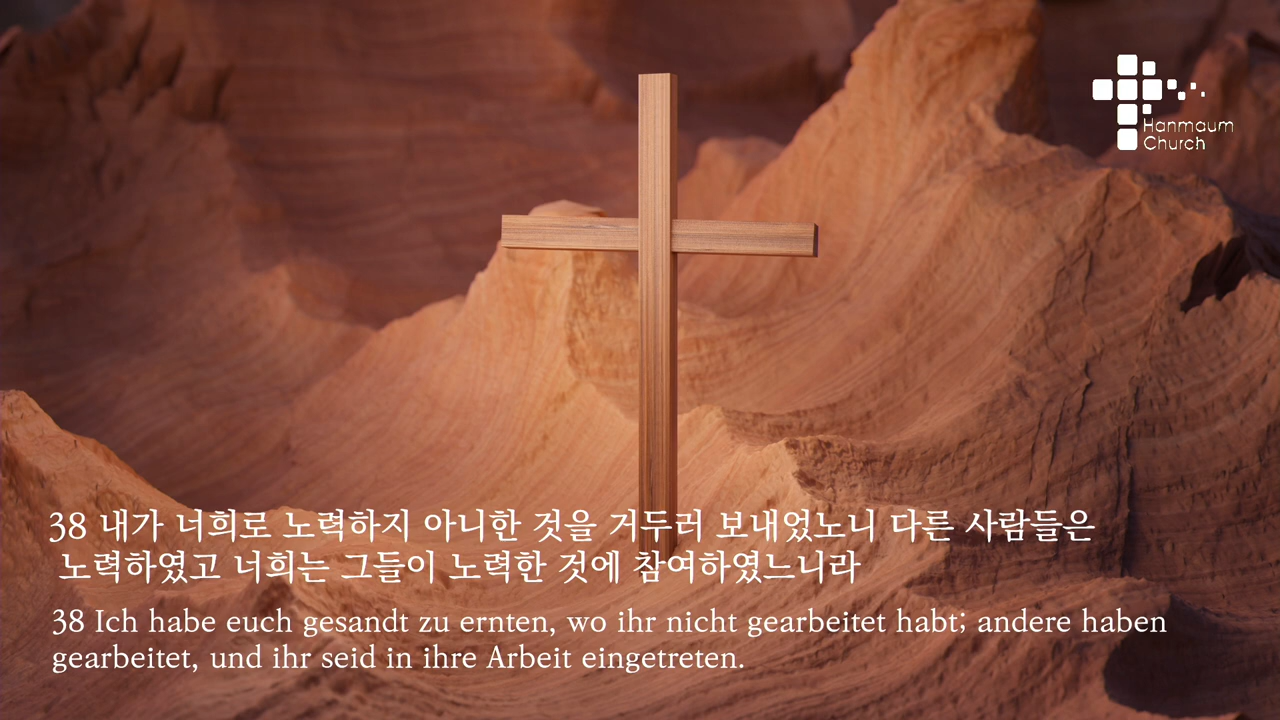 Hanmaum
Church
38 내가 너희로 노력하지 아니한 것을 거두러 보내었노니 다른 사람들은
노력하였고 너희는 그들이 노력한 것에 참여하였느니라
38 Ich habe euch gesandt zu ernten, wo ihr nicht gearbeitet habt; andere haben
gearbeitet, und ihr seid in ihre Arbeit eingetreten.